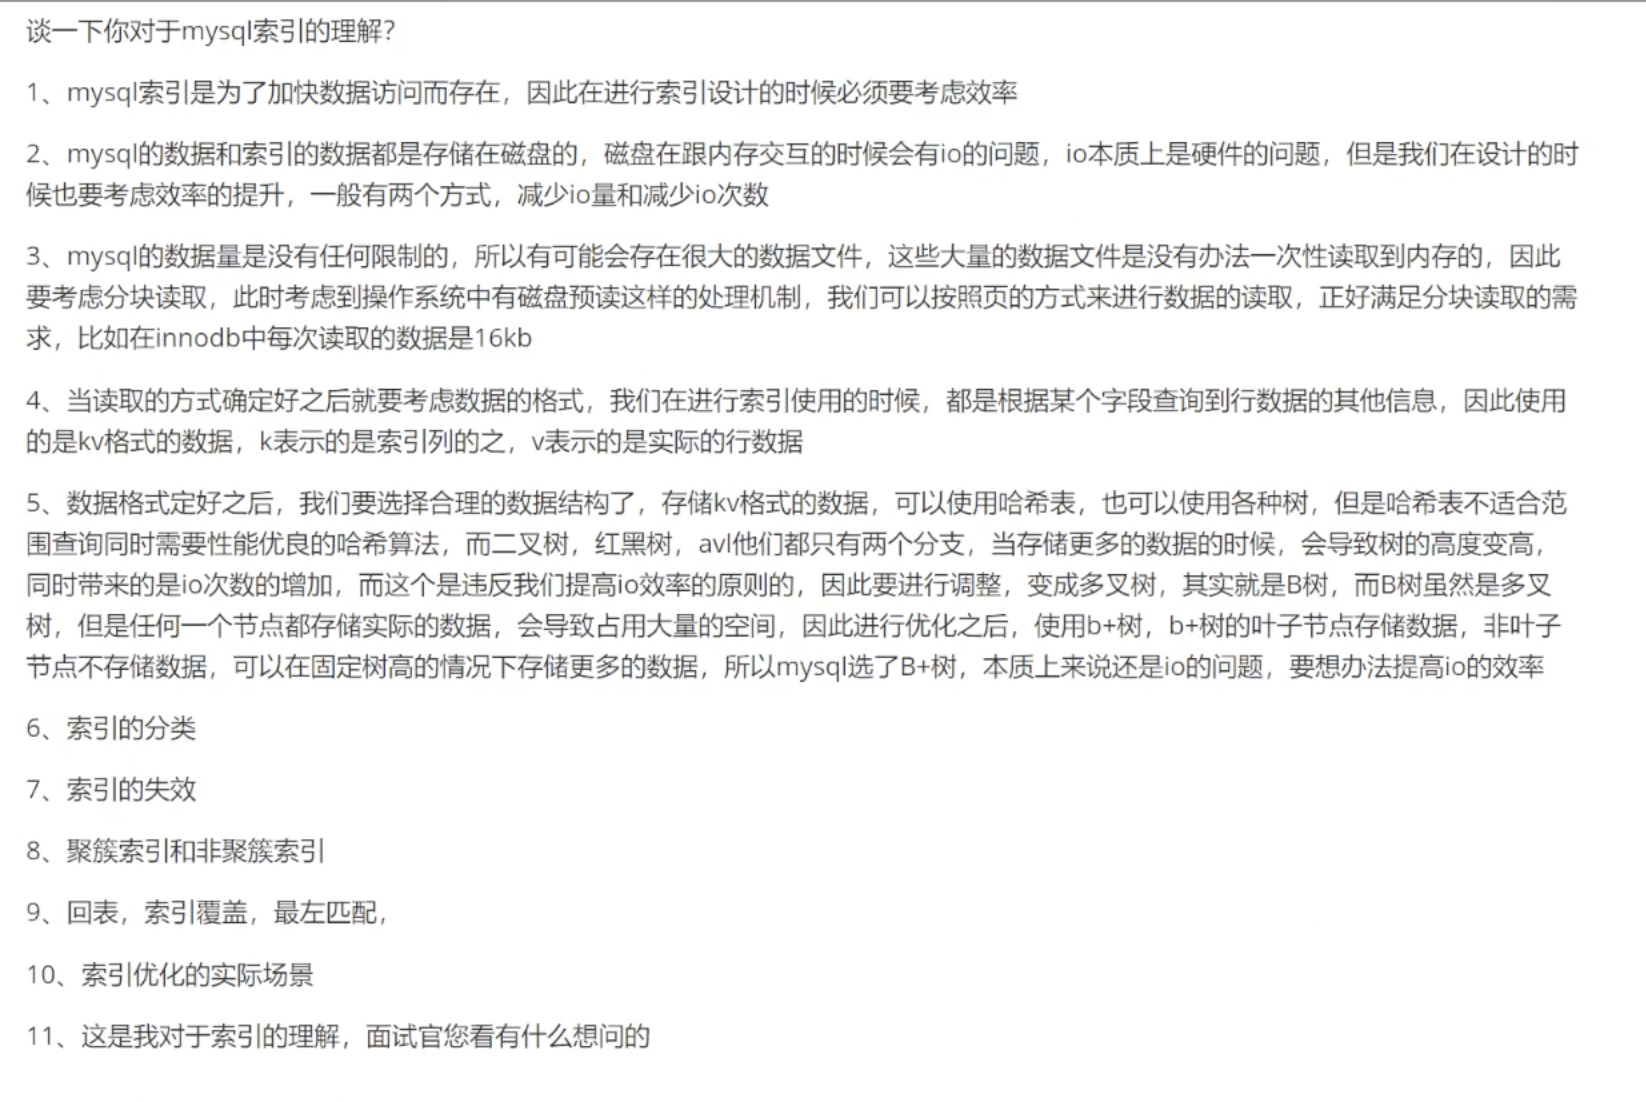 谈一下你对于mysql索引的理解？
1、mysql索引是为了加快数据访问而存在，因此在进行索引设计的时候必须要考虑效率
2、mysql的数据和索引的数据都是存储在磁盘的，磁盘在跟内存交互的时候会有io的问题，io本质上是硬件的问题，但是我们在设计的时
候也要考虑效率的提升，一般有两个方式，减少io量和减少io次数
3、mysql的数据量是没有任何限制的，所以有可能会存在很大的数据文件，这些大量的数据文件是没有办法一次性读取到内存的，因此
要考虑分块读取，此时考虑到操作系统中有磁盘预读这样的处理机制，我们可以按照页的方式来进行数据的读取，正好满足分块读取的需
求，比如在innodb中每次读取的数据是16kb
4、当读取的方式确定好之后就要考虑数据的格式，我们在进行索引使用的时候，都是根据某个字段查询到行数据的其他信息，因此使用
的是kv格式的数据，k表示的是索引列的之，v表示的是实际的行数据
5、数据格式定好之后，我们要选择合理的数据结构了，存储kv格式的数据，可以使用哈希表，也可以使用各种树，但是哈希表不适合范
围查询同时需要性能优良的哈希算法，而二叉树，红黑树，avl他们都只有两个分支，当存储更多的数据的时候，会导致树的高度变高，
同时带来的是io次数的增加，而这个是违反我们提高io效率的原则的，因此要进行调整，变成多叉树，其实就是B树，而B树虽然是多叉
树，但是任何一个节点都存储实际的数据，会导致占用大量的空间，因此进行优化之后，使用b+树，b+树的叶子节点存储数据，非叶子
节点不存储数据，可以在固定树高的情况下存储更多的数据，所以mysql选了B+树，本质上来说还是io的问题，要想办法提高io的效率
6、索引的分类
7、索引的失效
8、聚簇索引和非聚簇索引
9、回表，索引覆盖，最左匹配，
10、索引优化的实际场景
11、这是我对于索引的理解，面试官您看有什么想问的